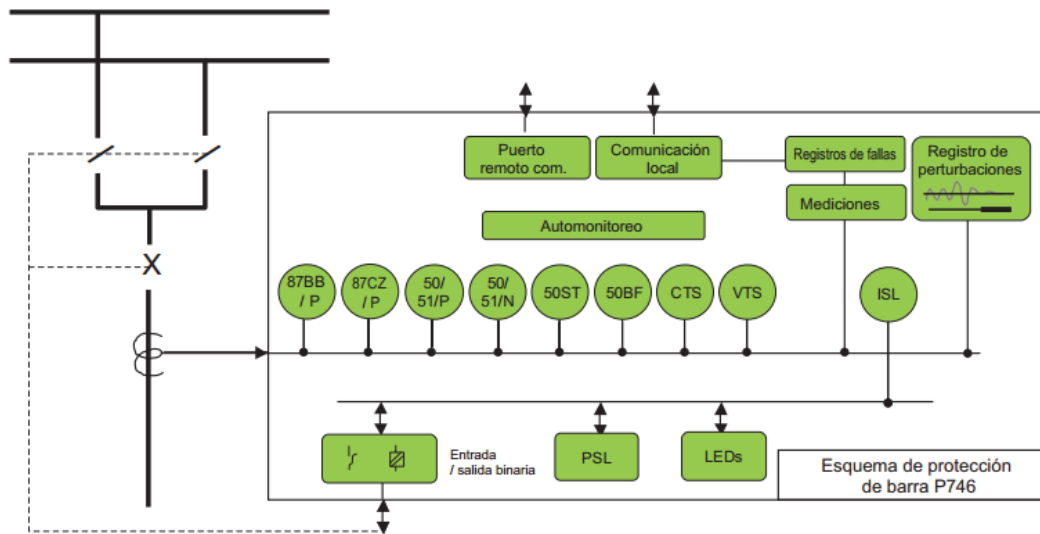 Puerto
remoto com.
Comunicación
local
Registros de fallas
Registro de
perturbaciones
Mediciones
Automonitoreo
X
87BB
/ P
87CZ
/ P
50/
51/P
50/
51/N
50ST
50BF
CTS
VTS
ISL
Entrada
/ salida binaria
PSL
LEDs
Esquema de protección
de barra P746